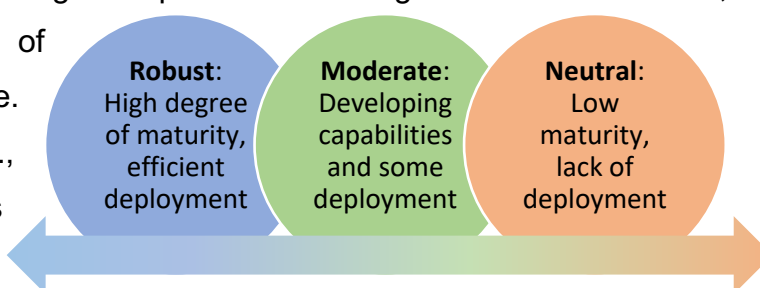 of
e.
.,
s
Robust:
High degree
of maturity,
efficient
deployment
Moderate:
Developing
capabilities
and some
deployment
Neutral:
Low
maturity,
lack of
deployment